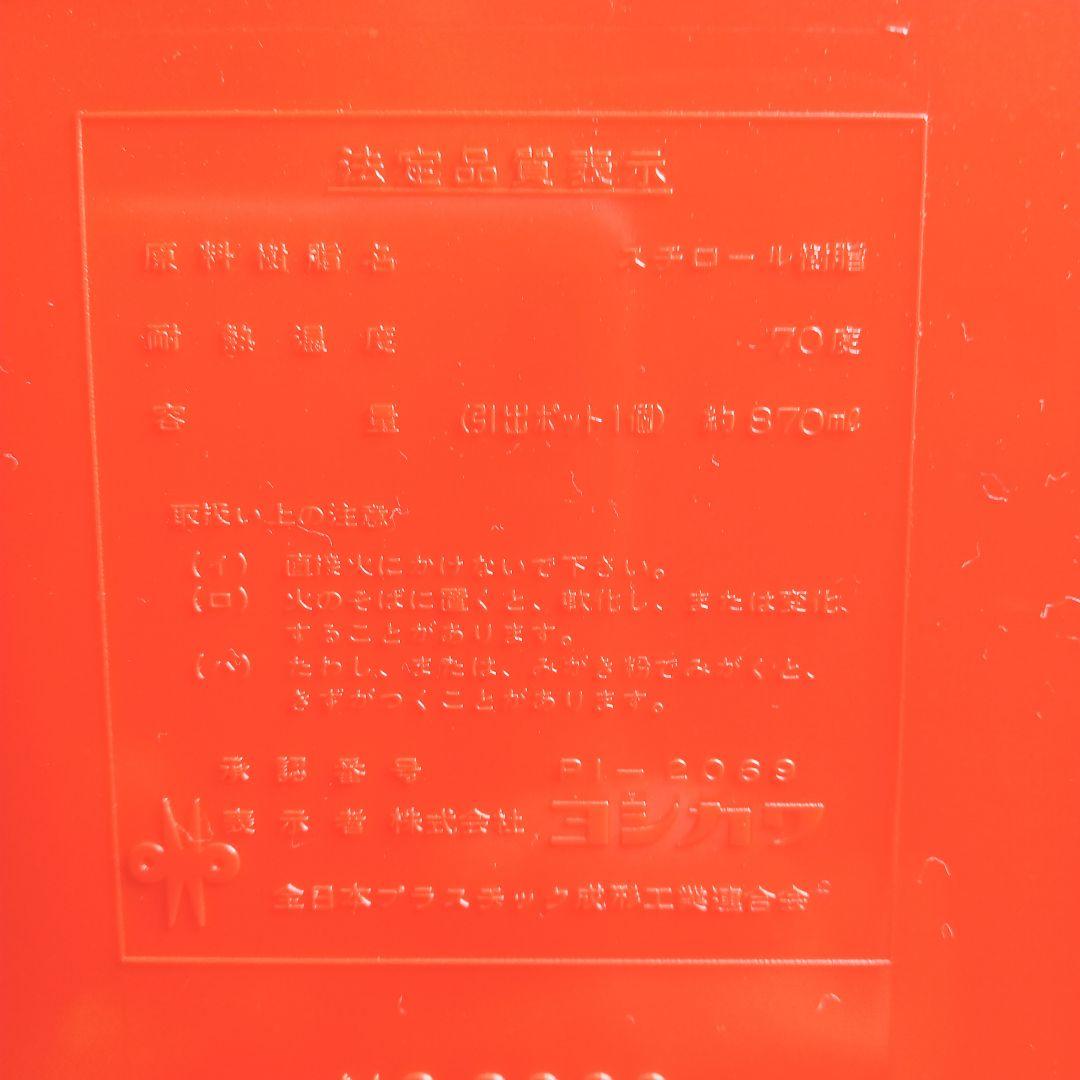 法定品質表示
原料樹脂名 スチロール樹脂
耐熱温度 70度
容量 (引出ポット1個) 約870ml
取扱い上の注意
(イ) 直接火にかけないで下さい。
(ロ) 火のそばに置くと、軟化し、または変化、
することがあります。
(ハ) たわし、または、みがき粉でみがくと、
きずがつくことがあります。
承認番号 PI-2069
表示者 株式会社 ヨシカワ
全日本プラスチック成形工業連合会